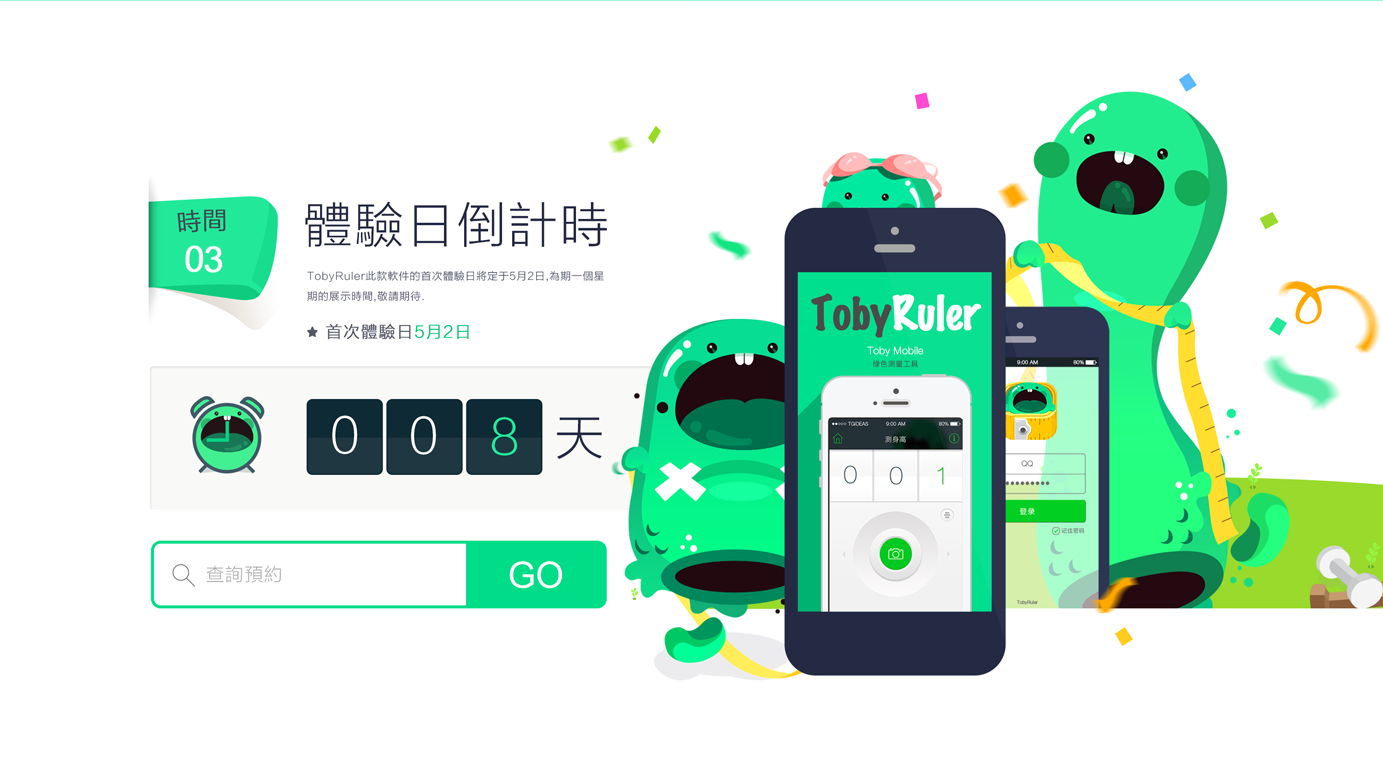 時間
03
體驗日倒計時
TobyRuler此款軟件的首次體驗日將定于5月2日,為期一個星
期的展示時間,敬請期待.
首次體驗日5月2日
008天
查詢預約
GO
TobyRuler
Toby Mobile
绿色测量工具
TGIDEAS 9:00 AM 80%
测身高
001
9:00 AM 80%
QQ
登录
记住密码
TobyRuler